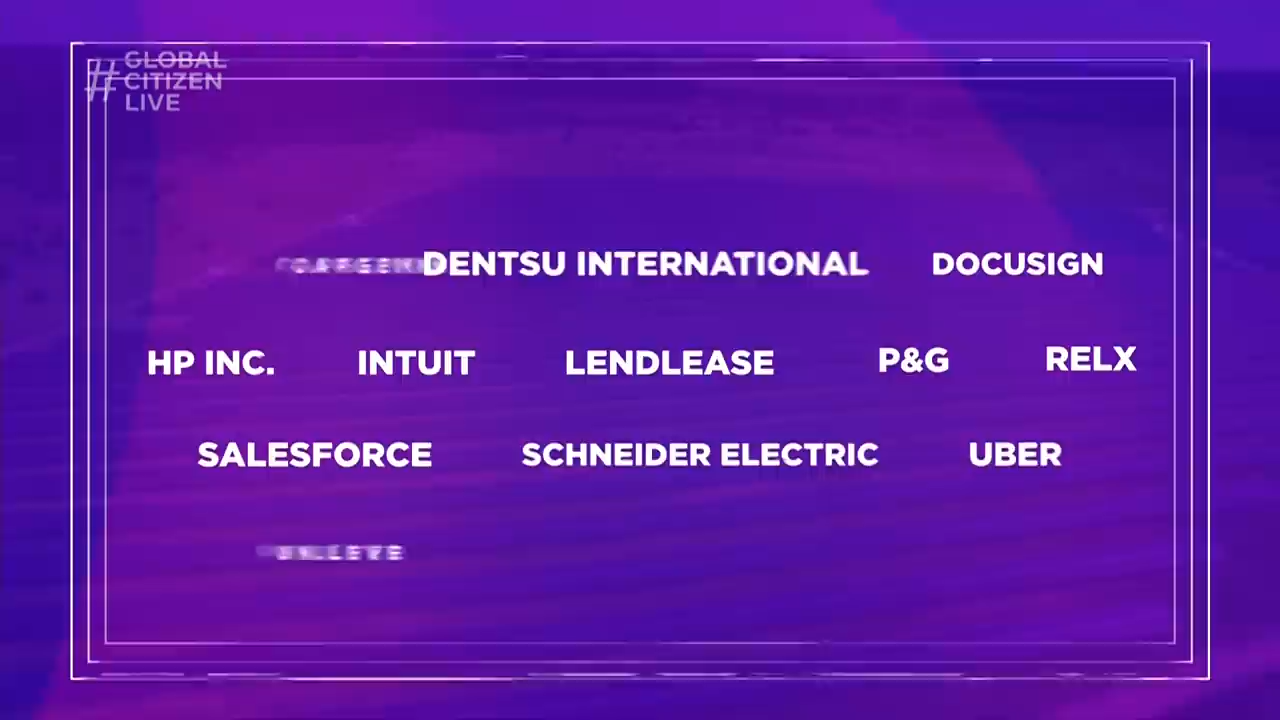 #GLOBAL
CITIZEN
LIVE
DENTSU INTERNATIONAL DOCUSIGN
HP INC. INTUIT LENDLEASE P&G RELX
SALESFORCE SCHNEIDER ELECTRIC UBER